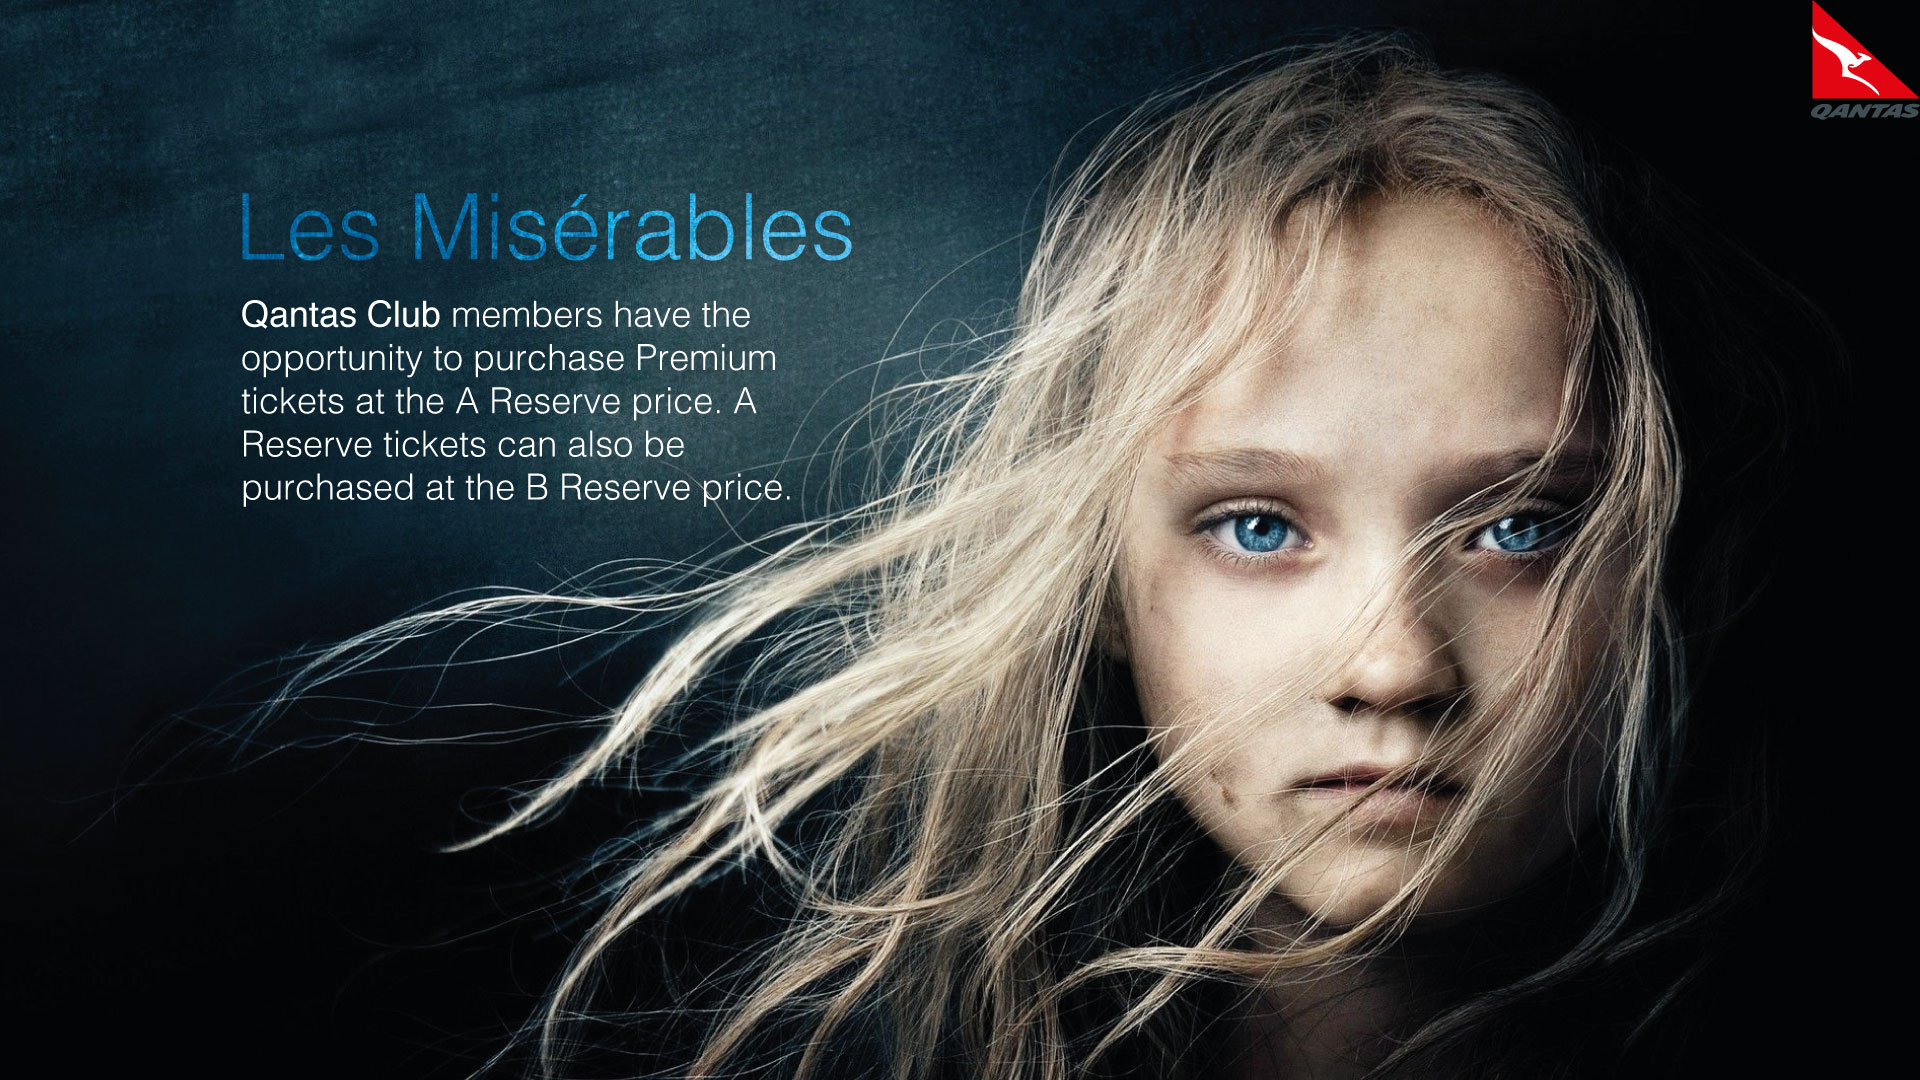 QANTAS
Les Misérables
Qantas Club members have the
opportunity to purchase Premium
tickets at the A Reserve price. A
Reserve tickets can also be
purchased at the B Reserve price.